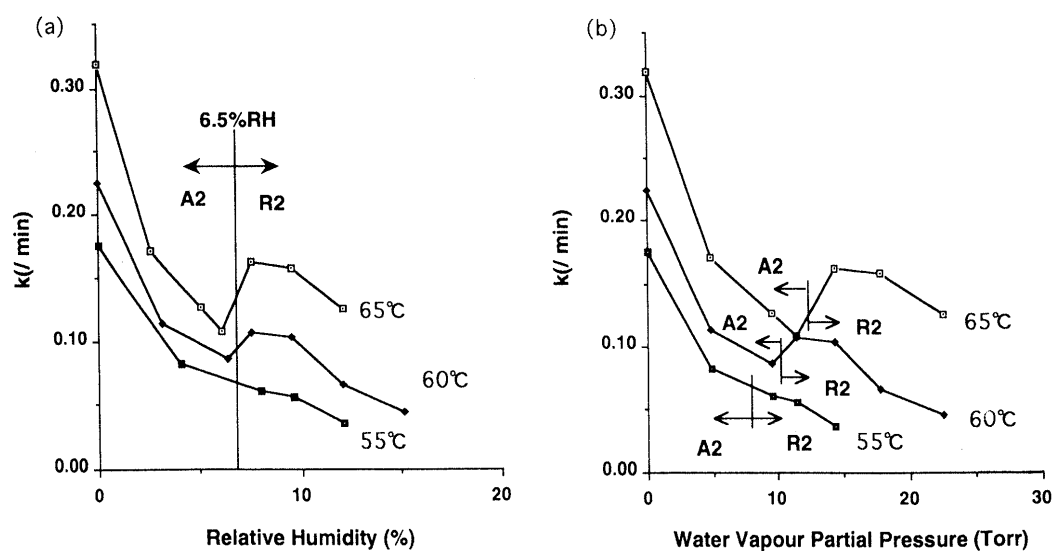 (a)
0.30
0.20
0.10
0.00
k(/ min)
6.5%RH
A2
R2
65℃
60℃
55℃
0
10
20
Relative Humidity (%)
(b)
0.30
0.20
0.10
0.00
k(/ min)
A2
R2
A2
R2
A2
R2
65℃
60℃
55℃
0
10
20
30
Water Vapour Partial Pressure (Torr)